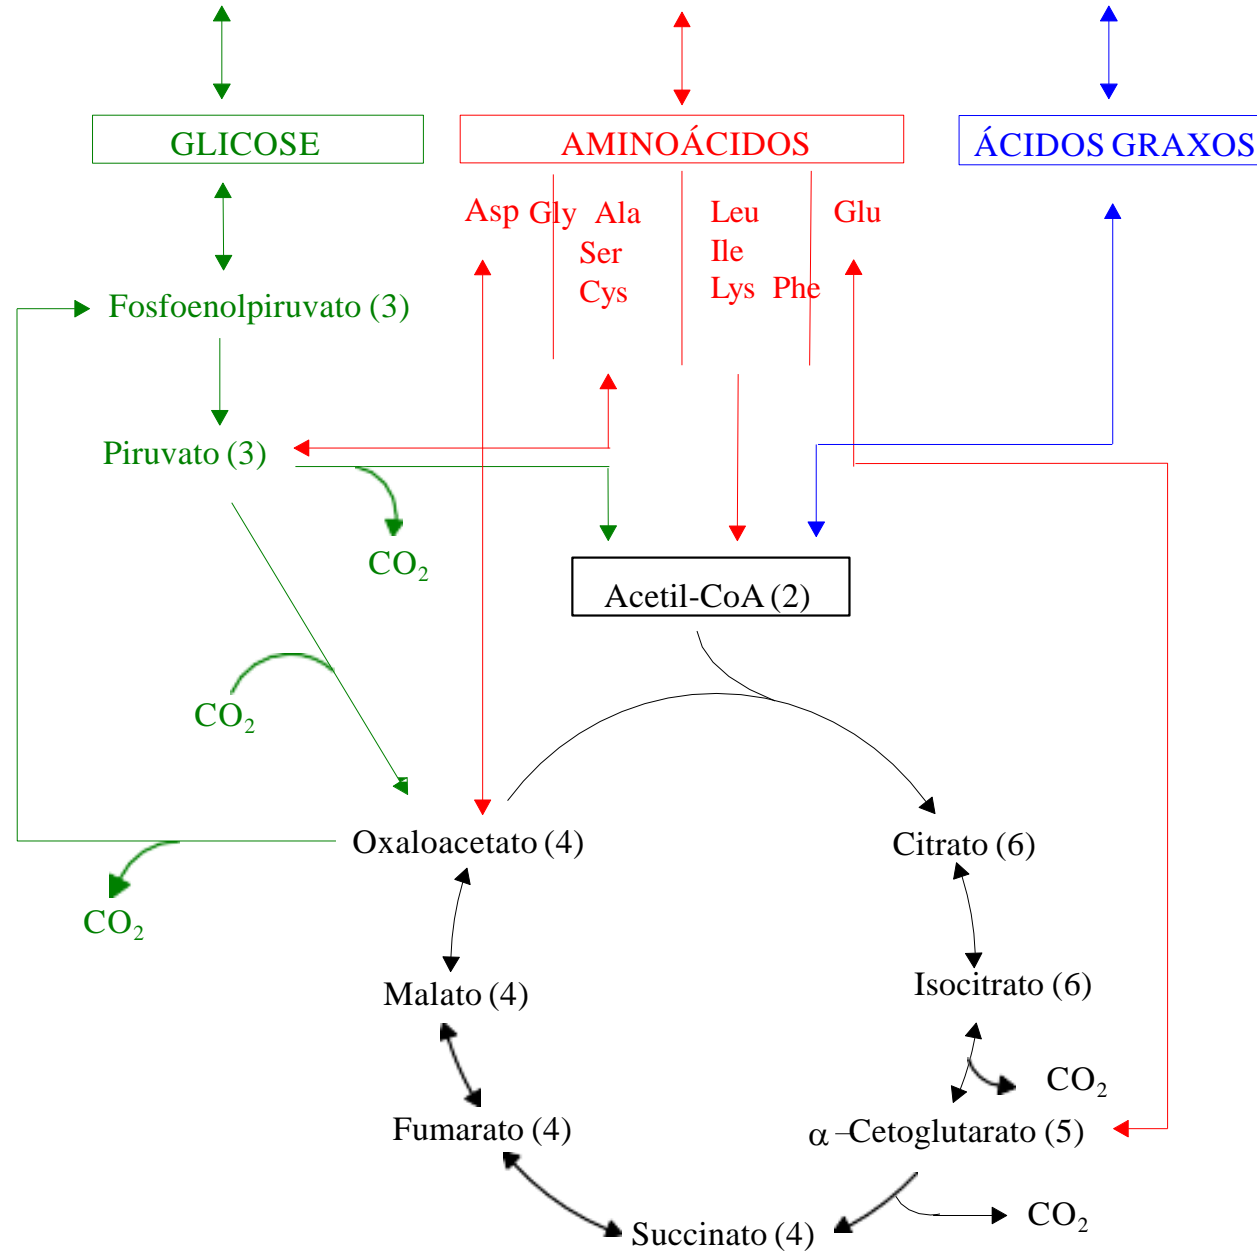 GLICOSE
AMINOÁCIDOS
ÁCIDOS GRAXOS
Asp Gly Ala
Ser
Cys
Leu
Ile
Lys Phe
Glu
Fosfoenolpiruvato (3)
Piruvato (3)
CO₂
Acetil-CoA (2)
CO₂
Oxaloacetato (4)
Citrato (6)
CO₂
Malato (4)
Isocitrato (6)
CO₂
Fumarato (4)
α–Cetoglutarato (5)
CO₂
Succinato (4)